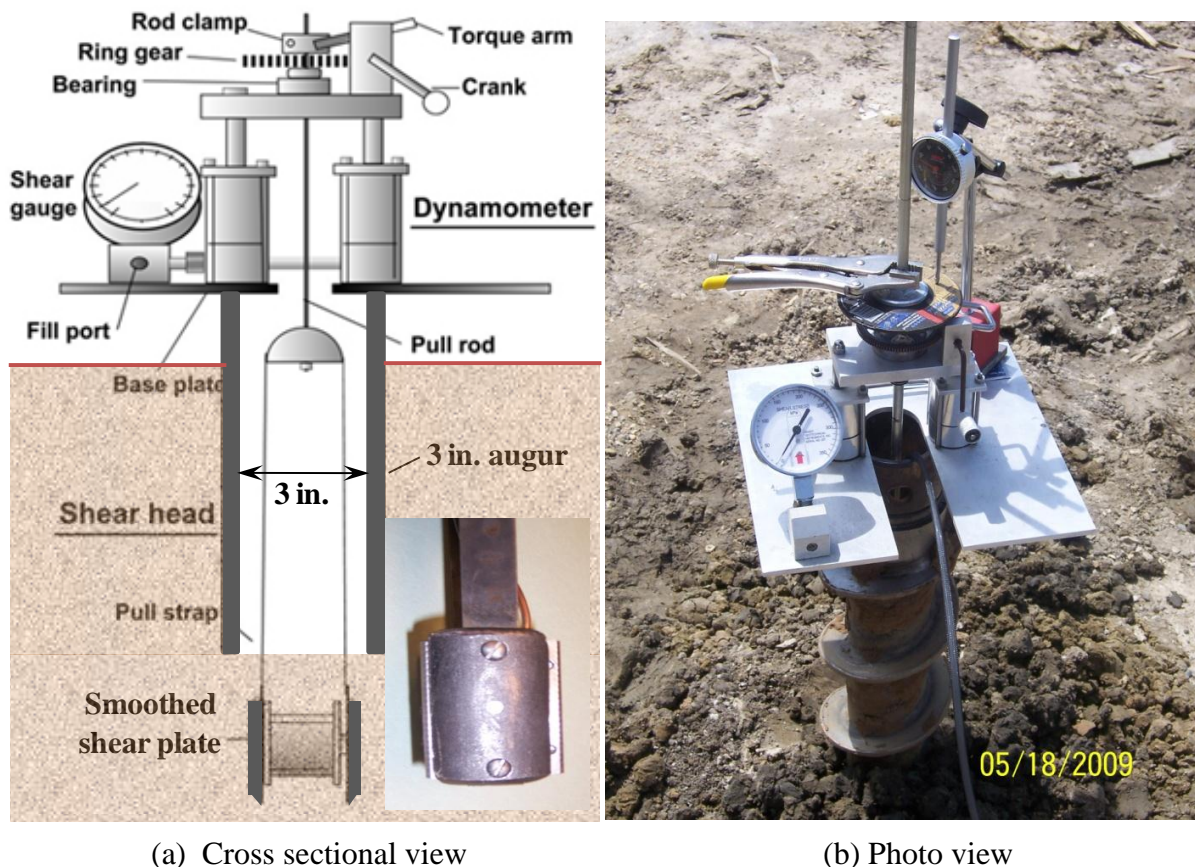 Rod clamp
Torque arm
Ring gear
Bearing
Crank
Shear
gauge
Dynamometer
Fill port
Pull rod
Base plate
3 in. augur
3 in.
Shear head
Pull strap
Smoothed
shear plate
05/18/2009
(a) Cross sectional view
(b) Photo view